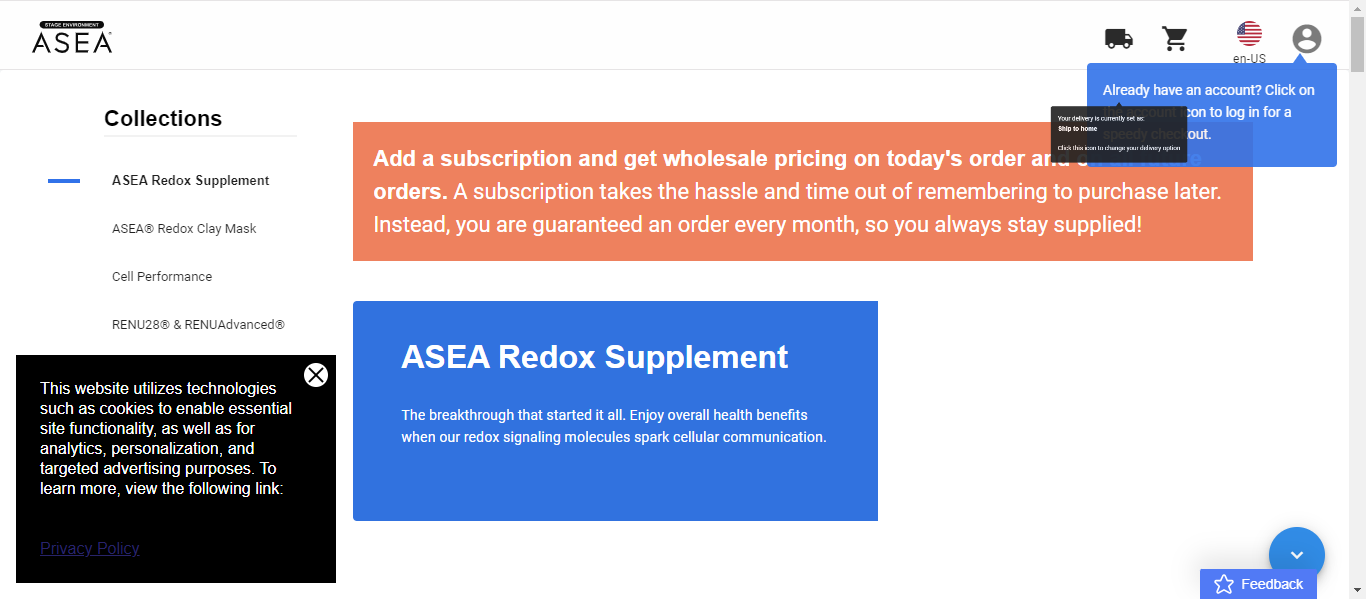 STAGE ENVIRONMENT
ASEA
en-US
Already have an account? Click on
the account icon to log in for a
speedy checkout.
Your delivery is currently set as:
Ship to home
Click this icon to change your delivery option
Collections
ASEA Redox Supplement
ASEA® Redox Clay Mask
Cell Performance
RENU28® & RENUAdvanced®
Add a subscription and get wholesale pricing on today's order and on all future
orders. A subscription takes the hassle and time out of remembering to purchase later.
Instead, you are guaranteed an order every month, so you always stay supplied!
ASEA Redox Supplement
The breakthrough that started it all. Enjoy overall health benefits
when our redox signaling molecules spark cellular communication.
This website utilizes technologies
such as cookies to enable essential
site functionality, as well as for
analytics, personalization, and
targeted advertising purposes. To
learn more, view the following link:
Privacy Policy
Feedback